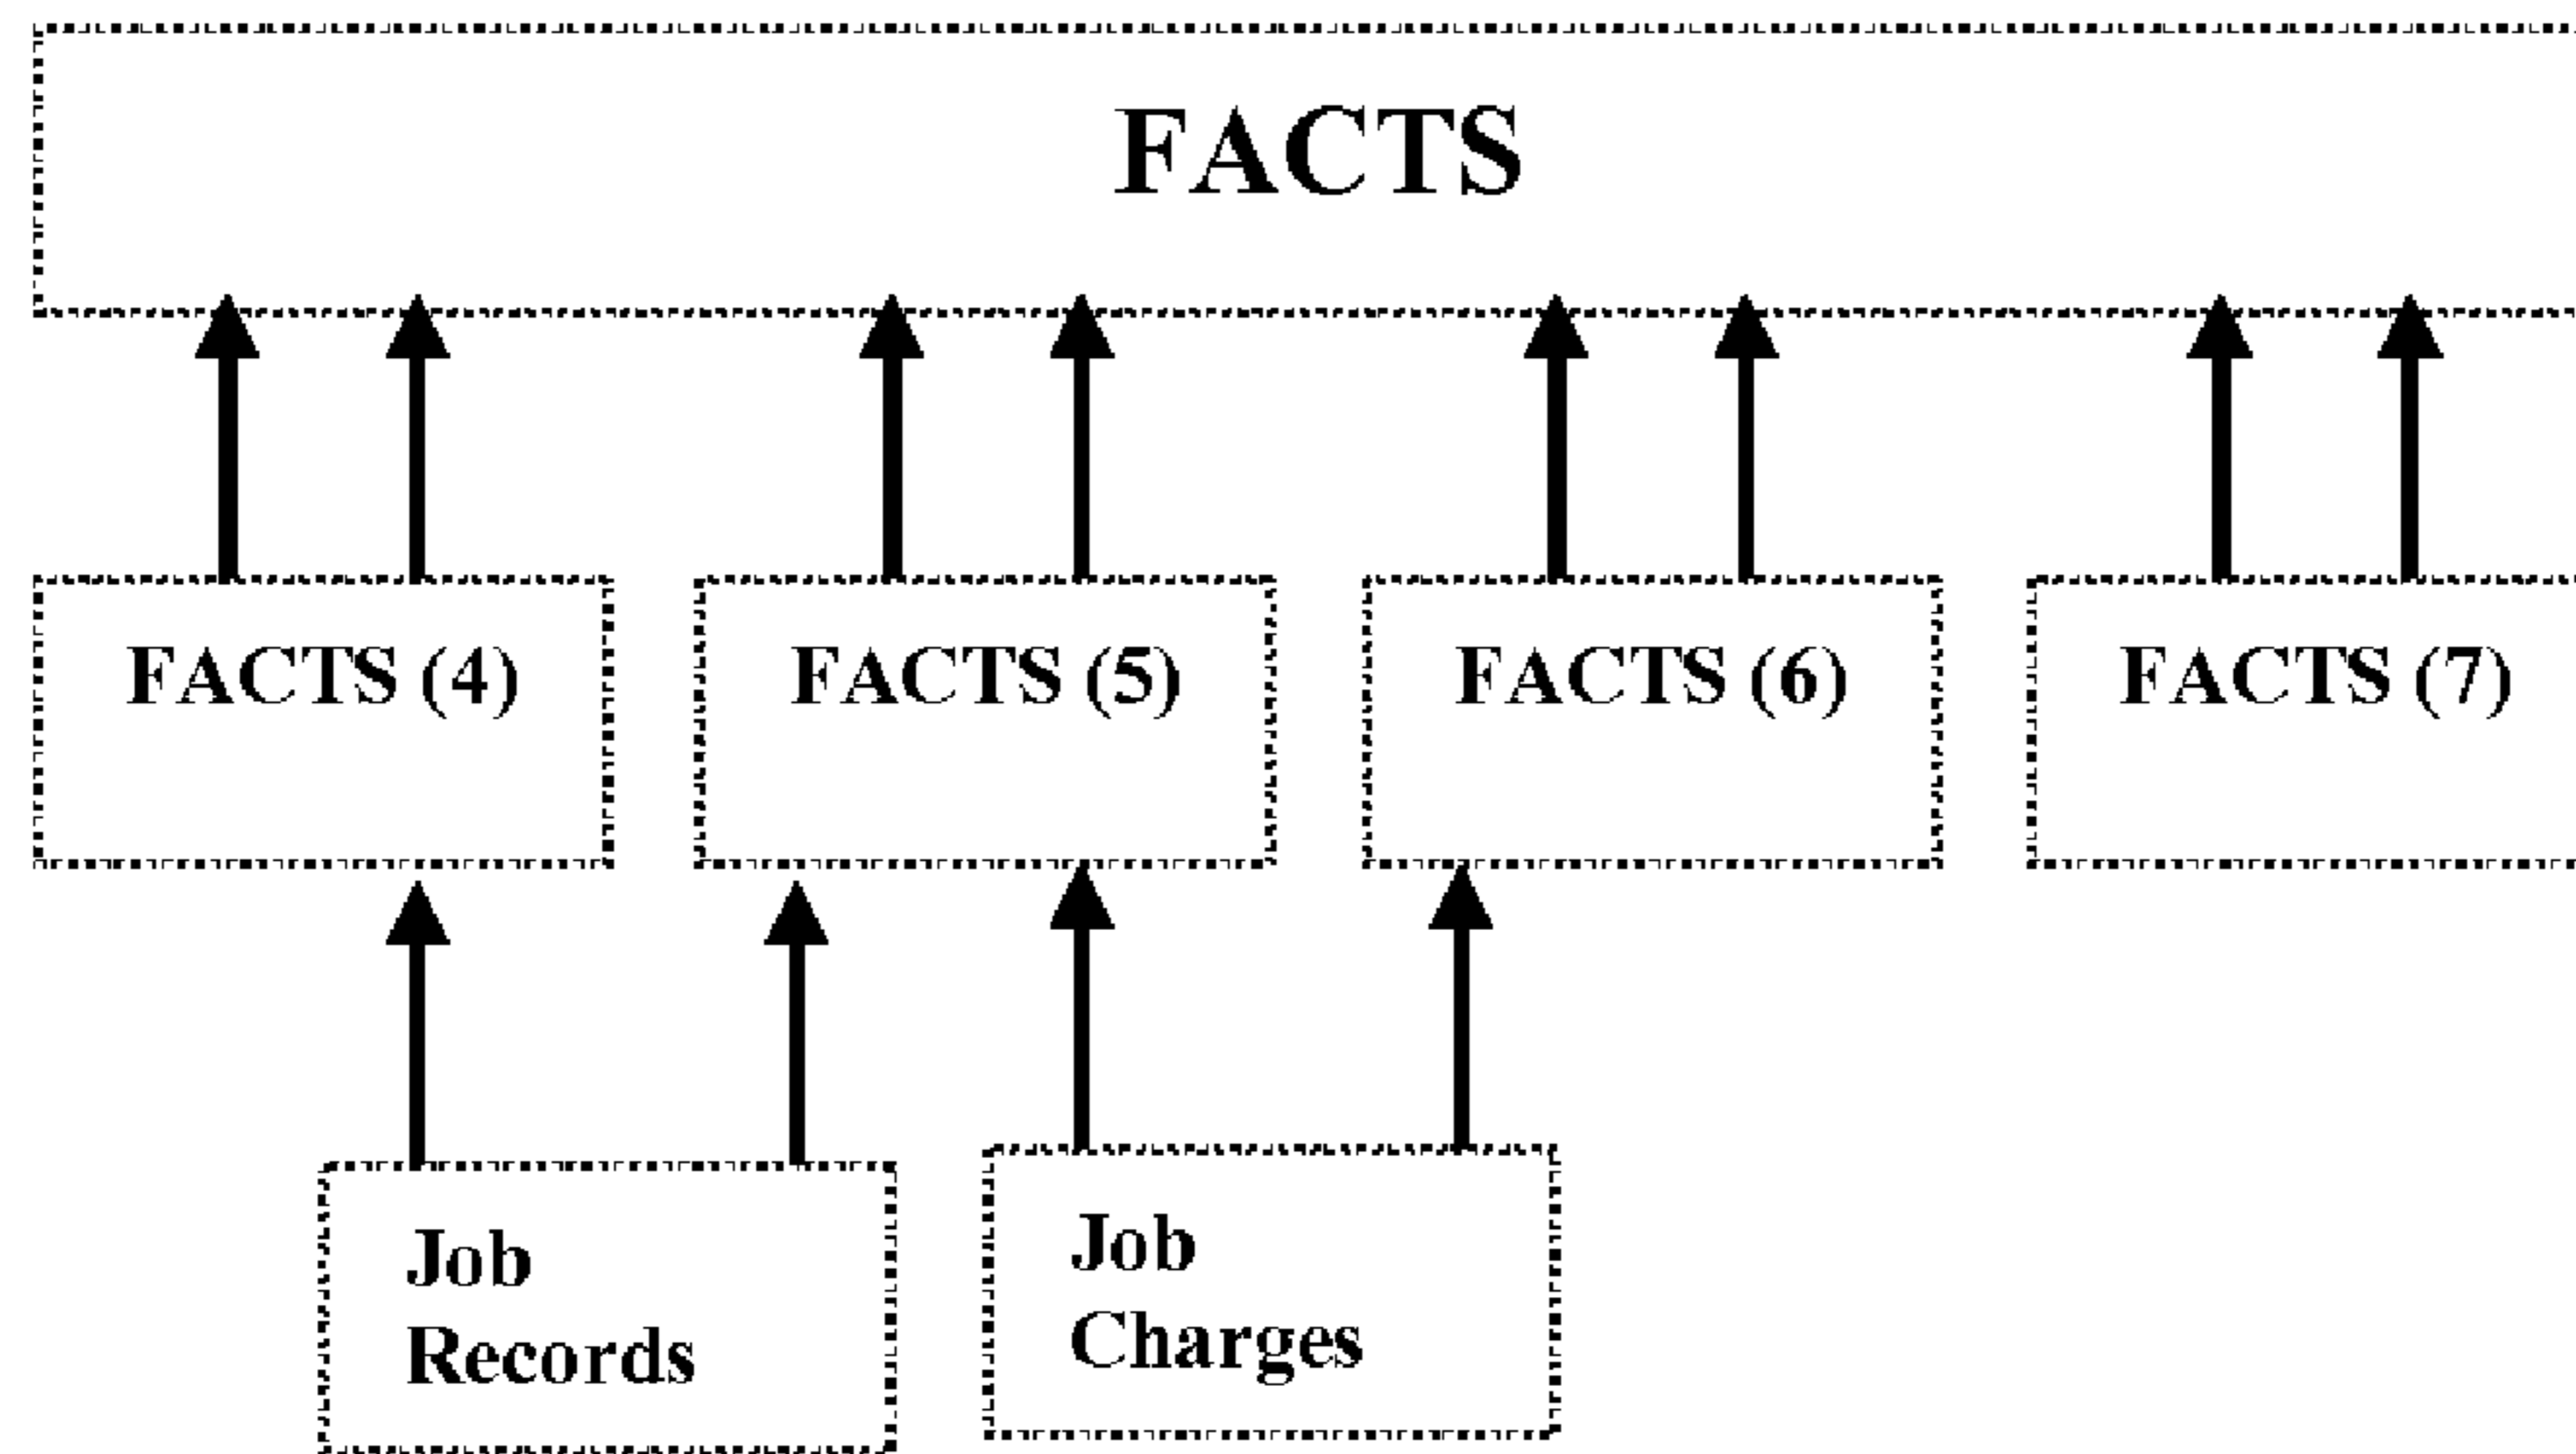 FACTS
FACTS (4)
FACTS (5)
FACTS (6)
FACTS (7)
Job
Records
Job
Charges